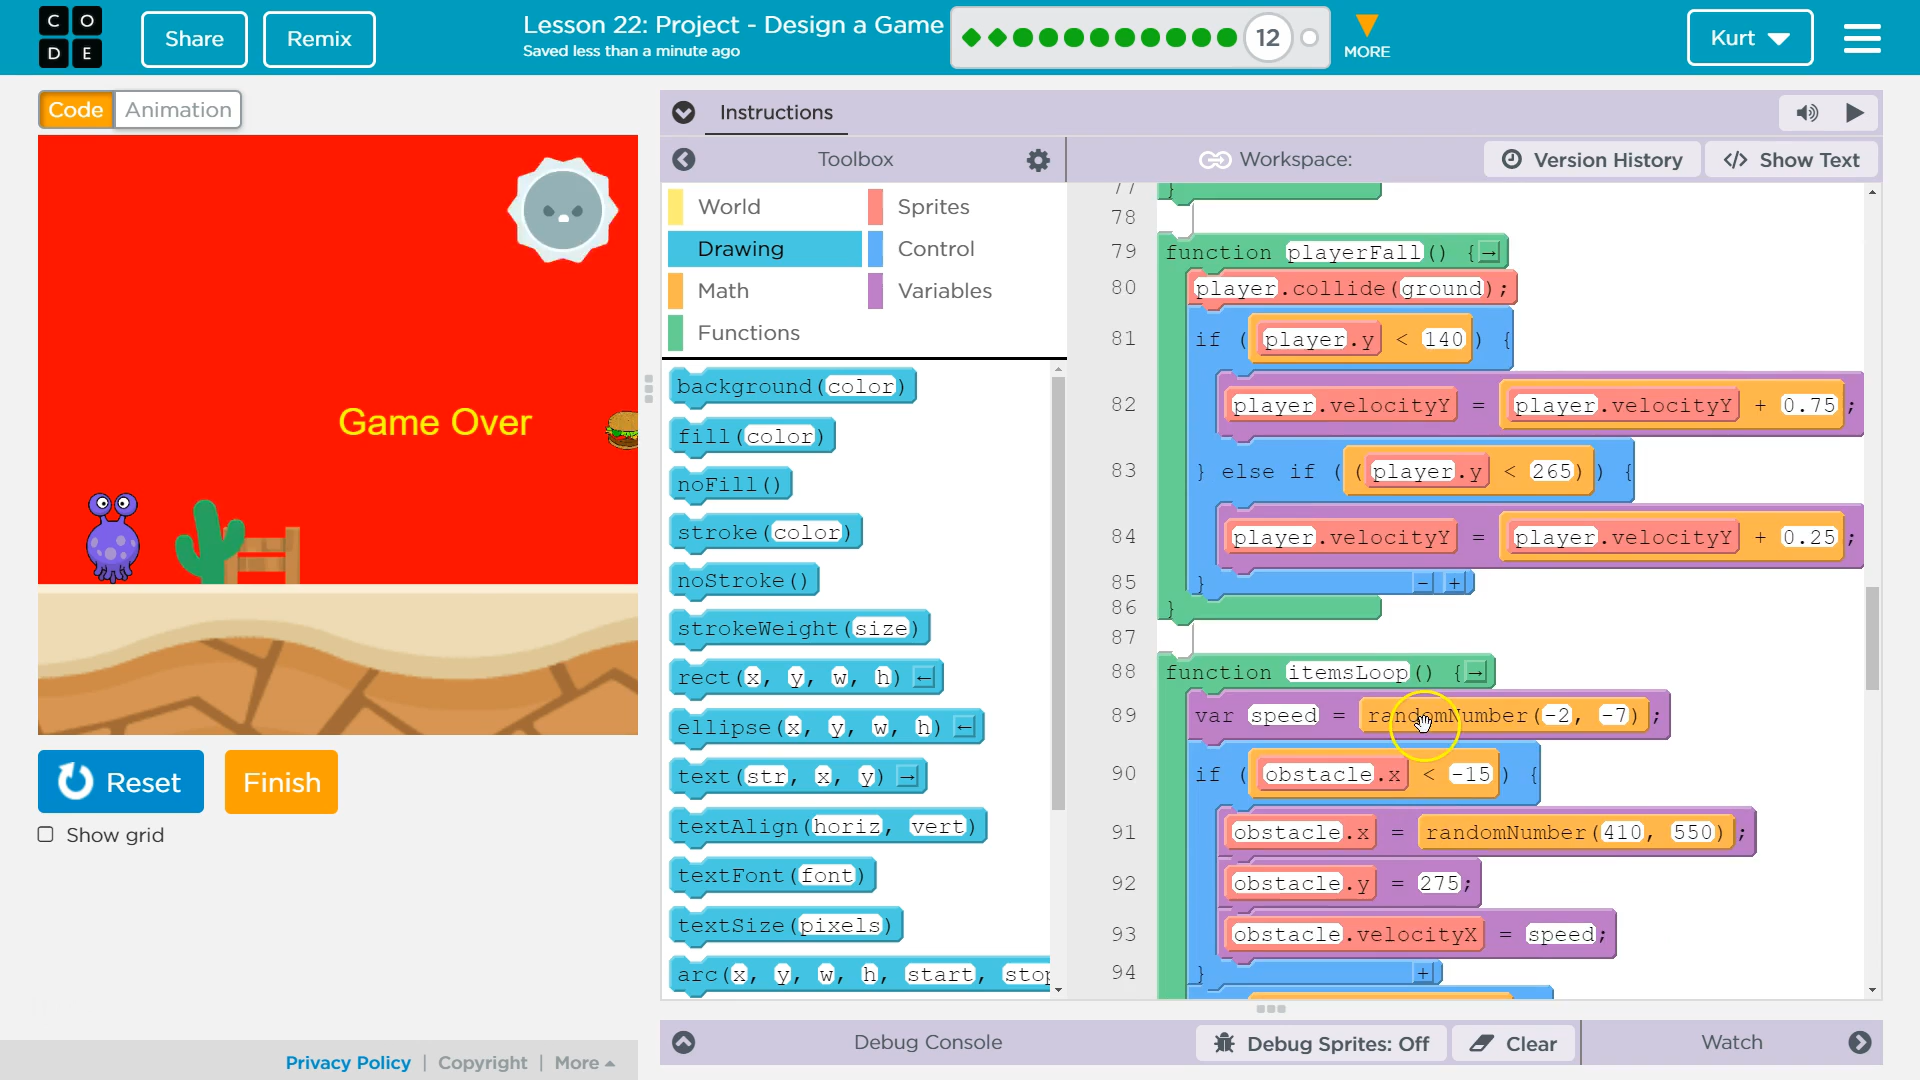 C O
D E
Share
Remix
Lesson 22: Project - Design a Game
Saved less than a minute ago
12
MORE
Kurt
Code
Animation
Game Over
Reset
Finish
Show grid
Privacy Policy | Copyright | More
Instructions
Toolbox
Workspace:
Version History
</> Show Text
World
Sprites
Drawing
Control
Math
Variables
Functions
background(color)
fill(color)
noFill()
stroke(color)
noStroke()
strokeWeight(size)
rect(x, y, w, h)
ellipse(x, y, w, h)
text(str, x, y)
textAlign(horiz, vert)
textFont(font)
textSize(pixels)
arc(x, y, w, h, start, stop
77 }
78
79 function playerFall() {
80 player.collide(ground);
81 if (player.y < 140) {
82 player.velocityY = player.velocityY + 0.75;
83 } else if ((player.y < 265)) {
84 player.velocityY = player.velocityY + 0.25;
85 } - +
86 }
87
88 function itemsLoop() {
89 var speed = randomNumber(-2, -7);
90 if (obstacle.x < -15) {
91 obstacle.x = randomNumber(410, 550);
92 obstacle.y = 275;
93 obstacle.velocityX = speed;
94 } +
Debug Console
Debug Sprites: Off
Clear
Watch